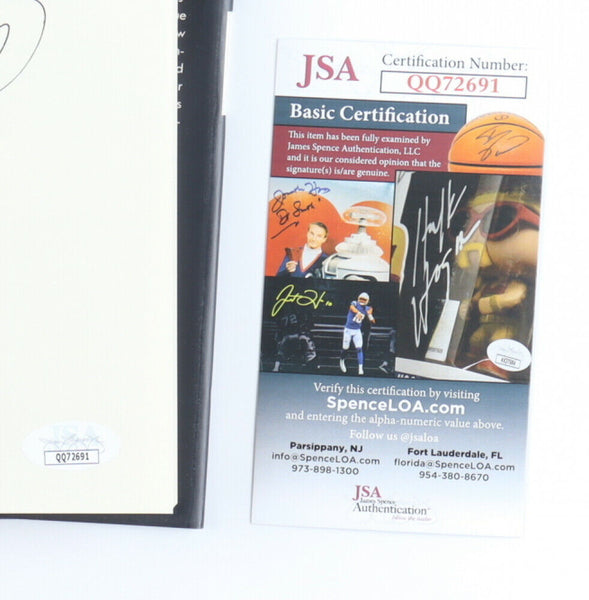 JSA
Certification Number:
QQ72691
Basic Certification
This item has been fully examined by
James Spence Authentication, LLC
and it is our considered opinion that the
signature(s) is/are genuine.
72
Verify this certification by visiting
SpenceLOA.com
and entering the alpha-numeric value above.
Follow us @jsaloa
Parsippany, NJ
info@SpenceLOA.com
973-898-1300
Fort Lauderdale, FL
florida@SpenceLOA.com
954-380-8670
JSA
James Spence
Authentication
JSA
QQ72691